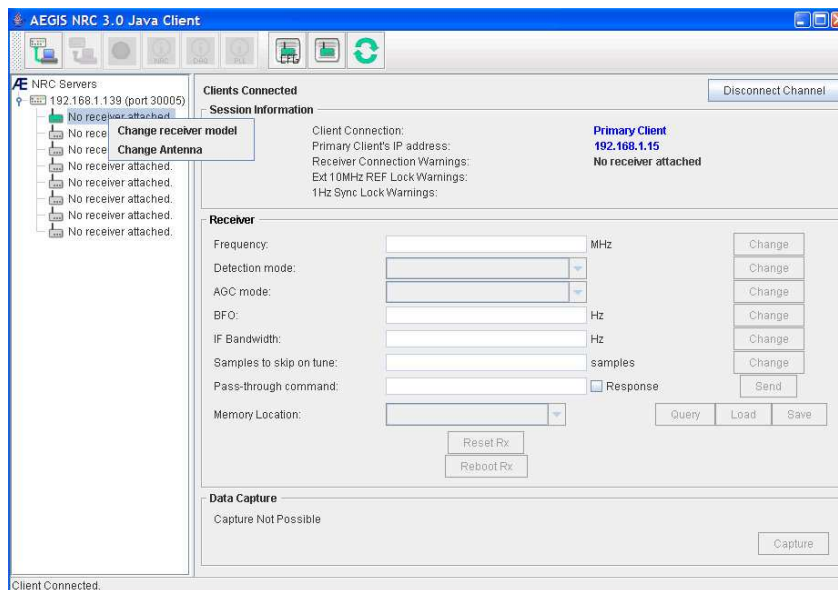 AEGIS NRC 3.0 Java Client
CFG
NRC Servers
192.168.1.139 (port 30005)
No receiver attached.
No rece
No rece
No receiver attached.
No receiver attached.
No receiver attached.
No receiver attached.
No receiver attached.
Change receiver model
Change Antenna
Clients Connected
Disconnect Channel
Session Information
Client Connection: Primary Client
Primary Client's IP address: 192.168.1.15
Receiver Connection Warnings: No receiver attached
Ext 10MHz REF Lock Warnings:
1Hz Sync Lock Warnings:
Receiver
Frequency: MHz Change
Detection mode: Change
AGC mode: Change
BFO: Hz Change
IF Bandwidth: Hz Change
Samples to skip on tune: samples Change
Pass-through command: Response Send
Memory Location: Query Load Save
Reset Rx
Reboot Rx
Data Capture
Capture Not Possible
Capture
Client Connected.